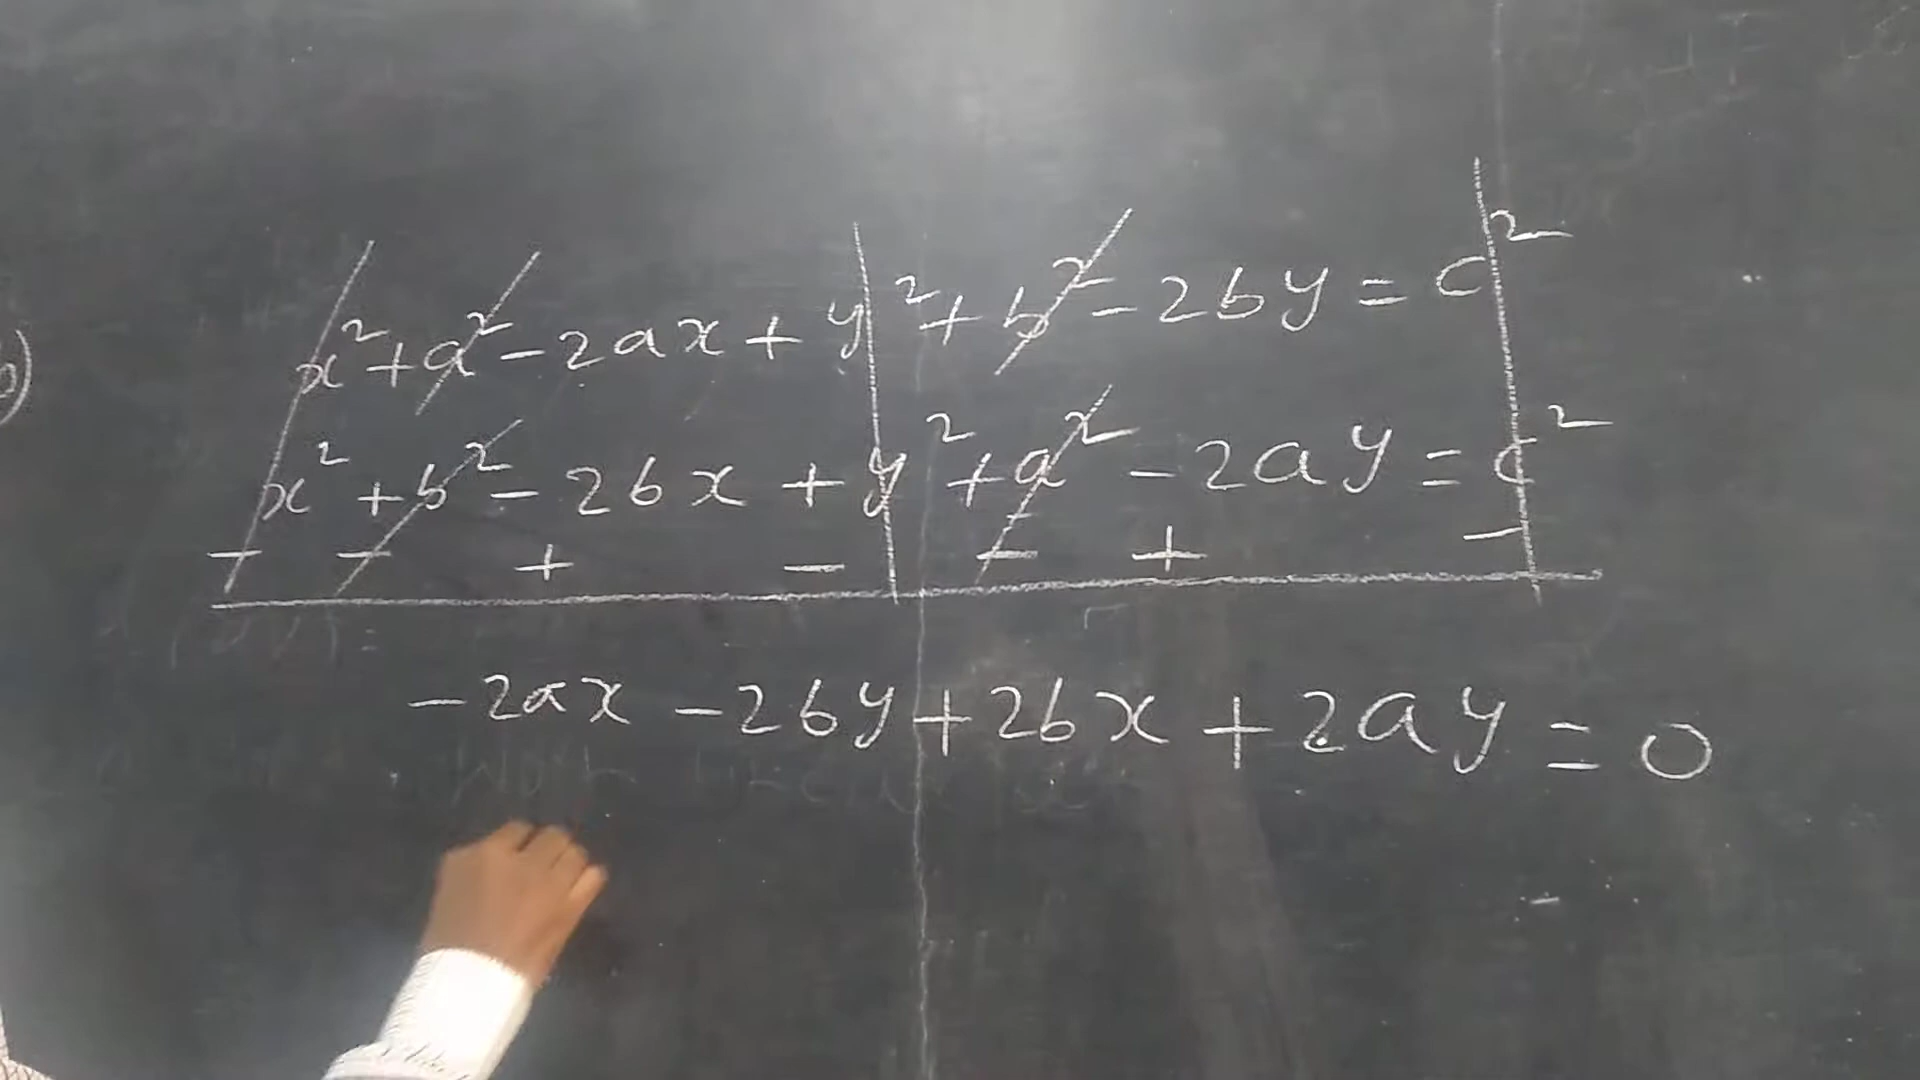 x²+a²-2ax+y²+b²-2by=c²
x²+b²-2bx+y²+a²-2ay=c²
- - + - - + -
-2ax-2by+2bx+2ay=0